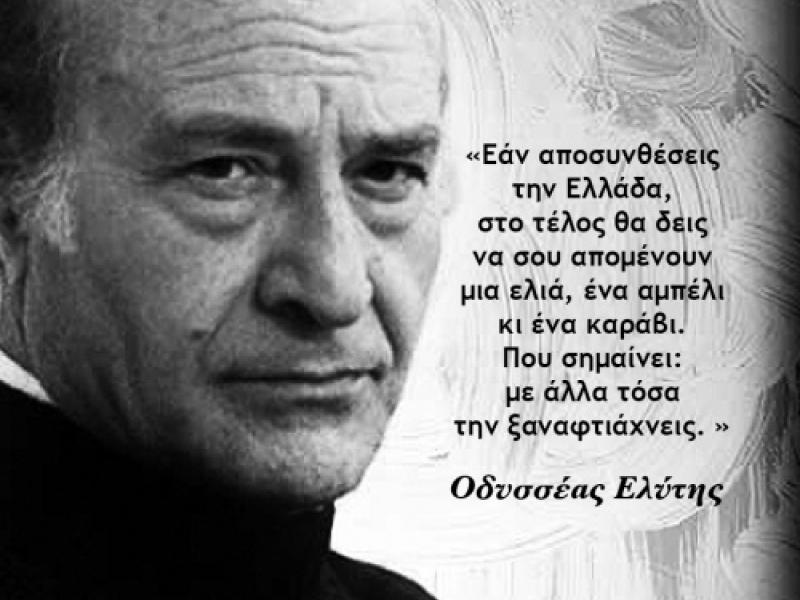 «Εάν αποσυνθέσεις
την Ελλάδα,
στο τέλος θα δεις
να σου απομένουν
μια ελιά, ένα αμπέλι
κι ένα καράβι.
Που σημαίνει:
με άλλα τόσα
την ξαναφτιάχνεις. »
Οδυσσέας Ελύτης